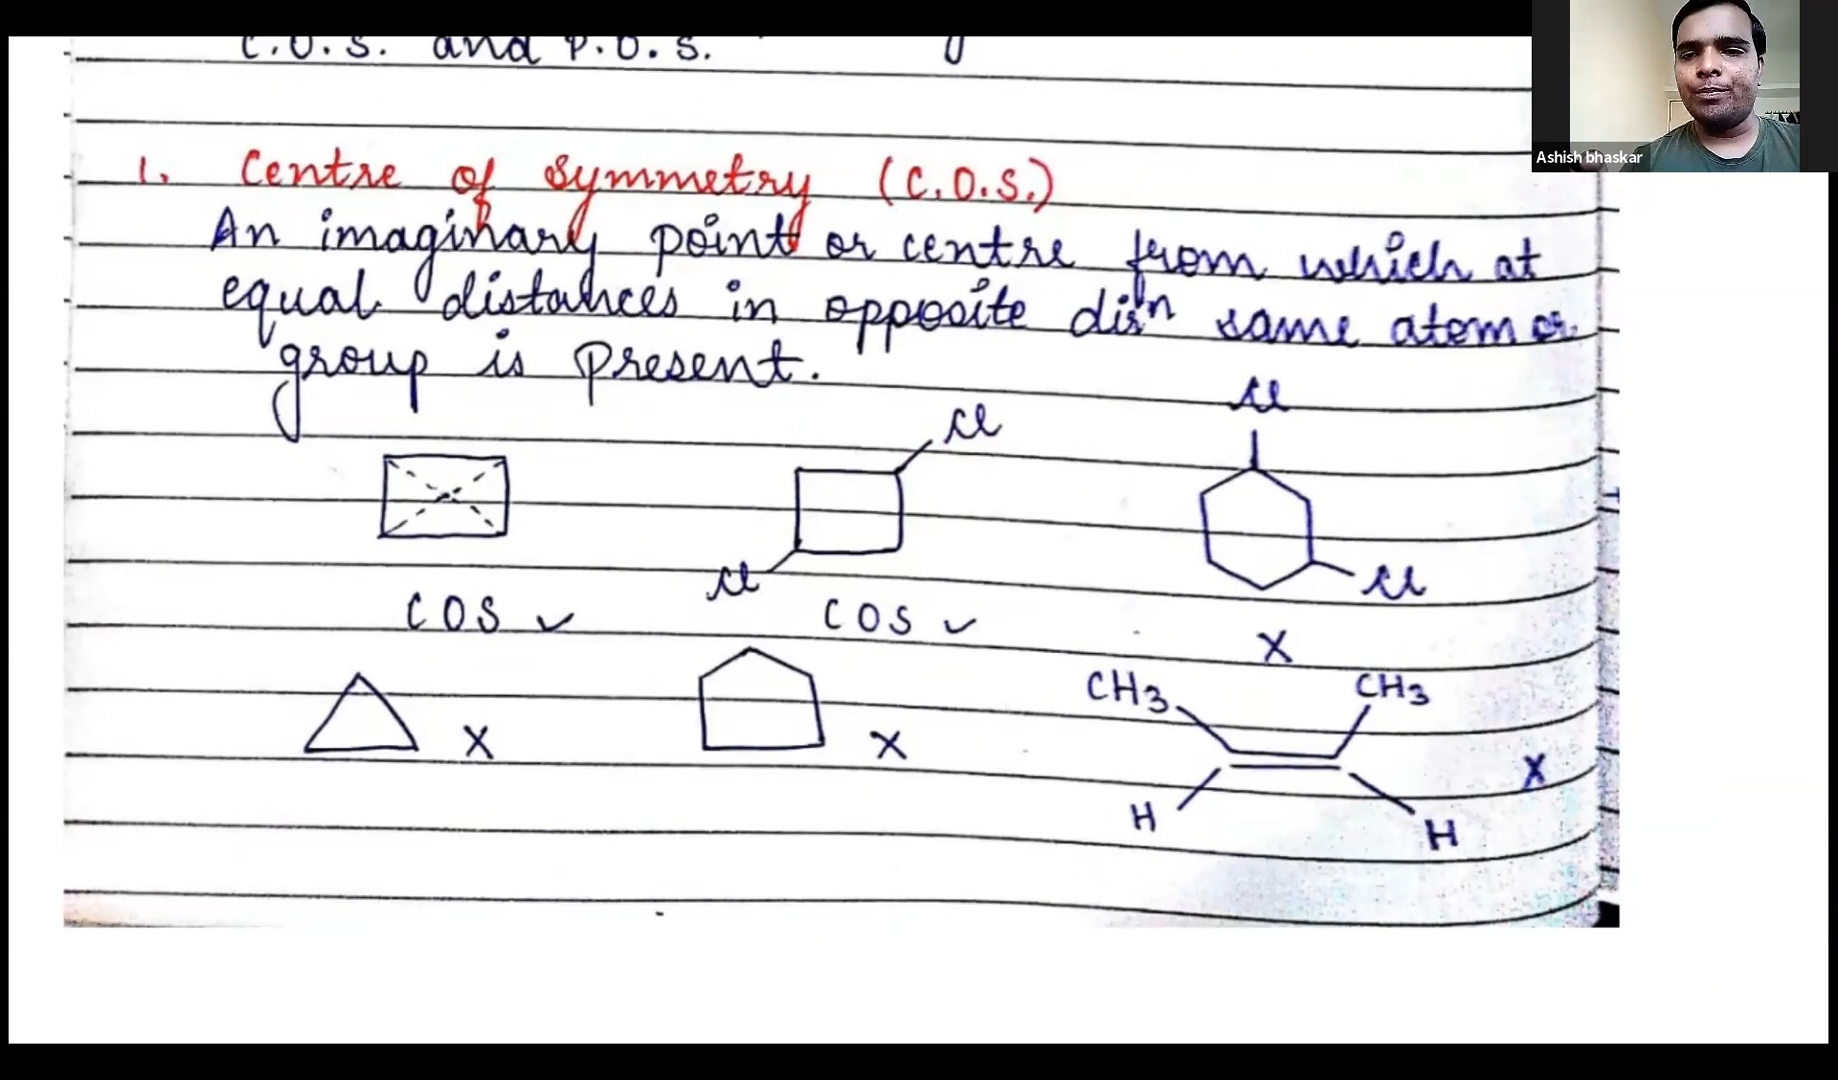 C.O.S. and P.O.S.
Ashish bhaskar
1. Centre of symmetry (C.O.S.)
An imaginary point or centre from which at
equal distances in opposite dirn same atom or
group is present.
Cl
Cl
Cl
Cl
COS ✓ COS ✓ X
CH3 CH3
X X X
H H